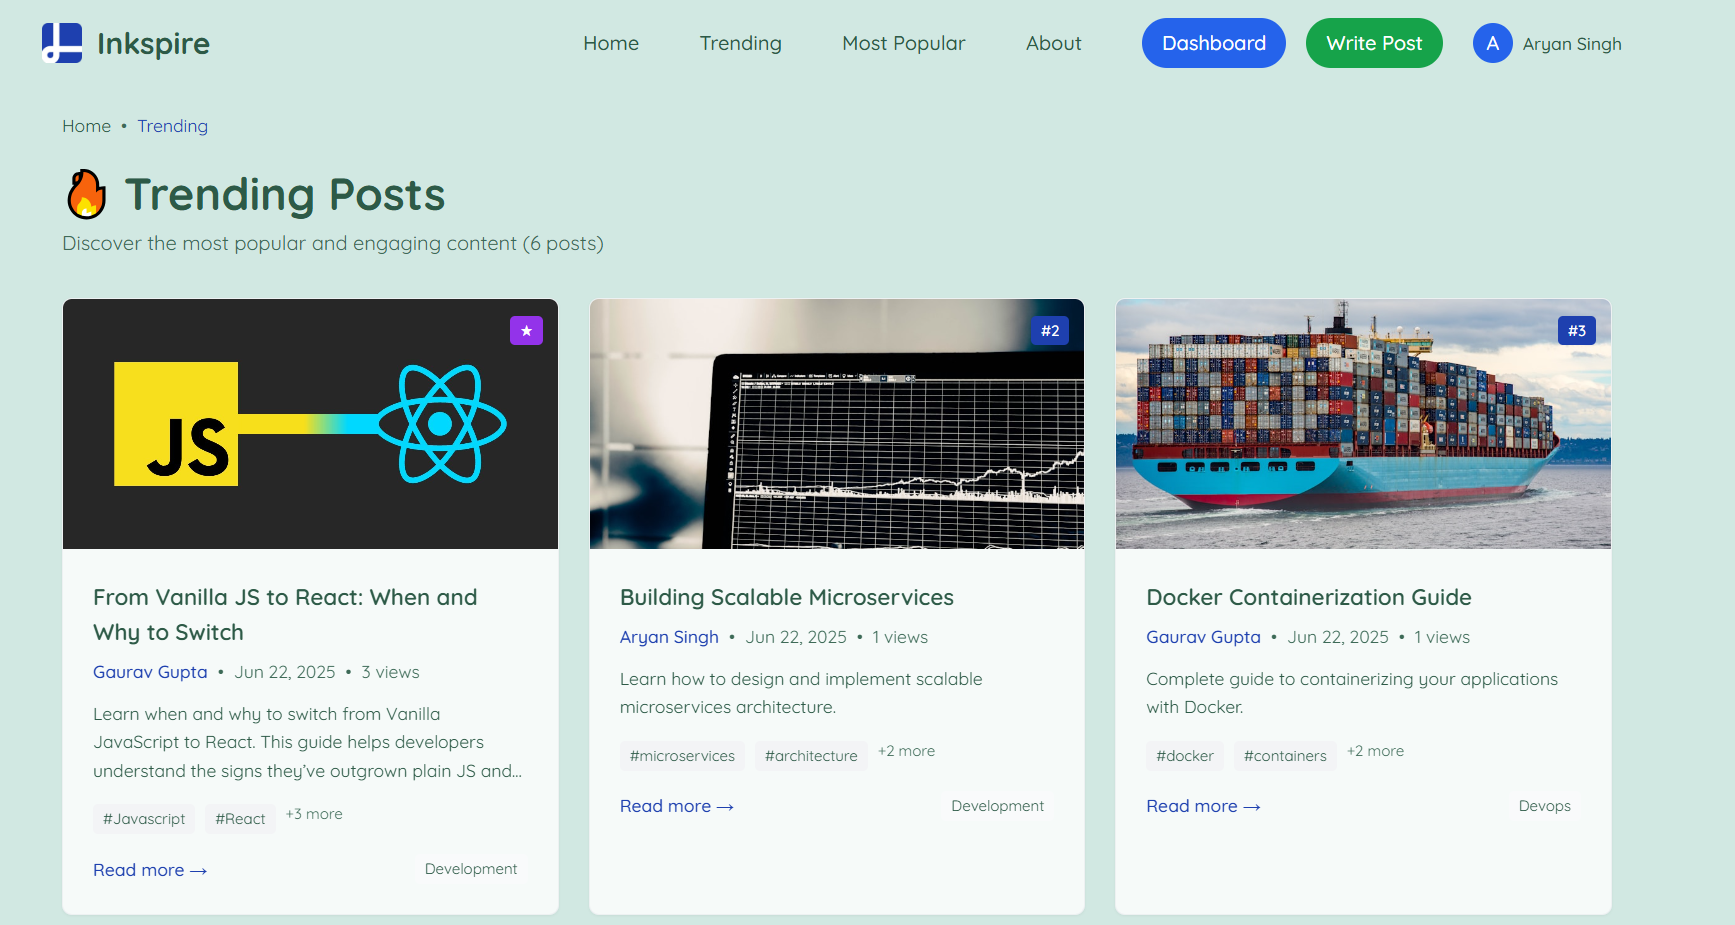 Inkspire
Home Trending Most Popular About Dashboard Write Post A Aryan Singh
Home • Trending
Trending Posts
Discover the most popular and engaging content (6 posts)
JS
★
#2
#3
From Vanilla JS to React: When and
Why to Switch
Gaurav Gupta • Jun 22, 2025 • 3 views
Learn when and why to switch from Vanilla
JavaScript to React. This guide helps developers
understand the signs they've outgrown plain JS and...
#Javascript #React +3 more
Read more → Development
Building Scalable Microservices
Aryan Singh • Jun 22, 2025 • 1 views
Learn how to design and implement scalable
microservices architecture.
#microservices #architecture +2 more
Read more → Development
Docker Containerization Guide
Gaurav Gupta • Jun 22, 2025 • 1 views
Complete guide to containerizing your applications
with Docker.
#docker #containers +2 more
Read more → Devops